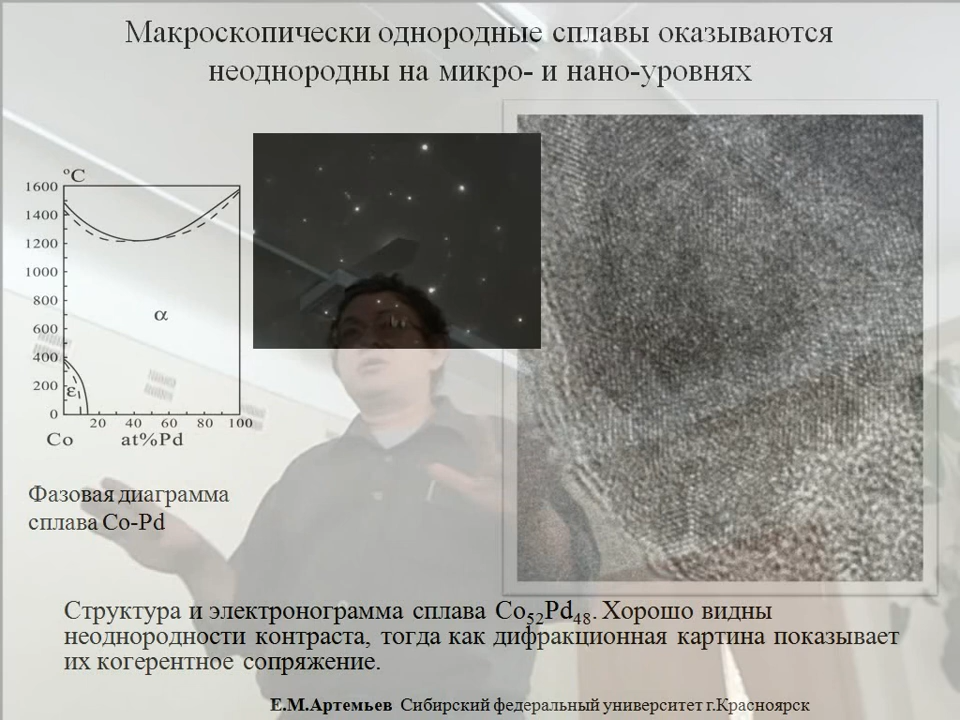 Макроскопически однородные сплавы оказываются
неоднородны на микро- и нано-уровнях
°C
1600
1400
1200
1000
800
600
400
200
0
α
ε
20 40 60 80 100
Co at%Pd
Фазовая диаграмма
сплава Co-Pd
Структура и электронограмма сплава Co52Pd48. Хорошо видны
неоднородности контраста, тогда как дифракционная картина показывает
их когерентное сопряжение.
Е.М.Артемьев Сибирский федеральный университет г.Красноярск